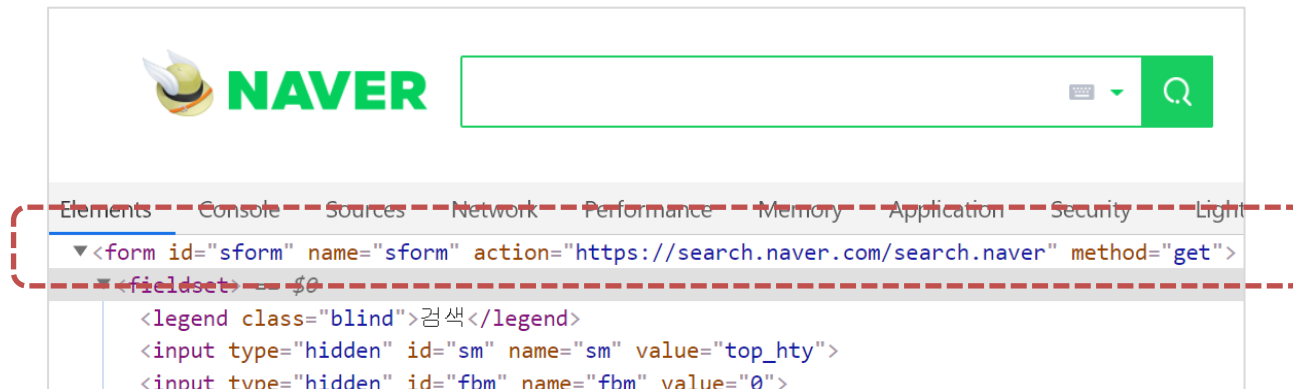 NAVER
Elements Console Sources Network Performance Memory Application Security Light
▼<form id="sform" name="sform" action="https://search.naver.com/search.naver" method="get">
▼<fieldset> == $0
<legend class="blind">검색</legend>
<input type="hidden" id="sm" name="sm" value="top_hty">
<input type="hidden" id="fbm" name="fbm" value="0">